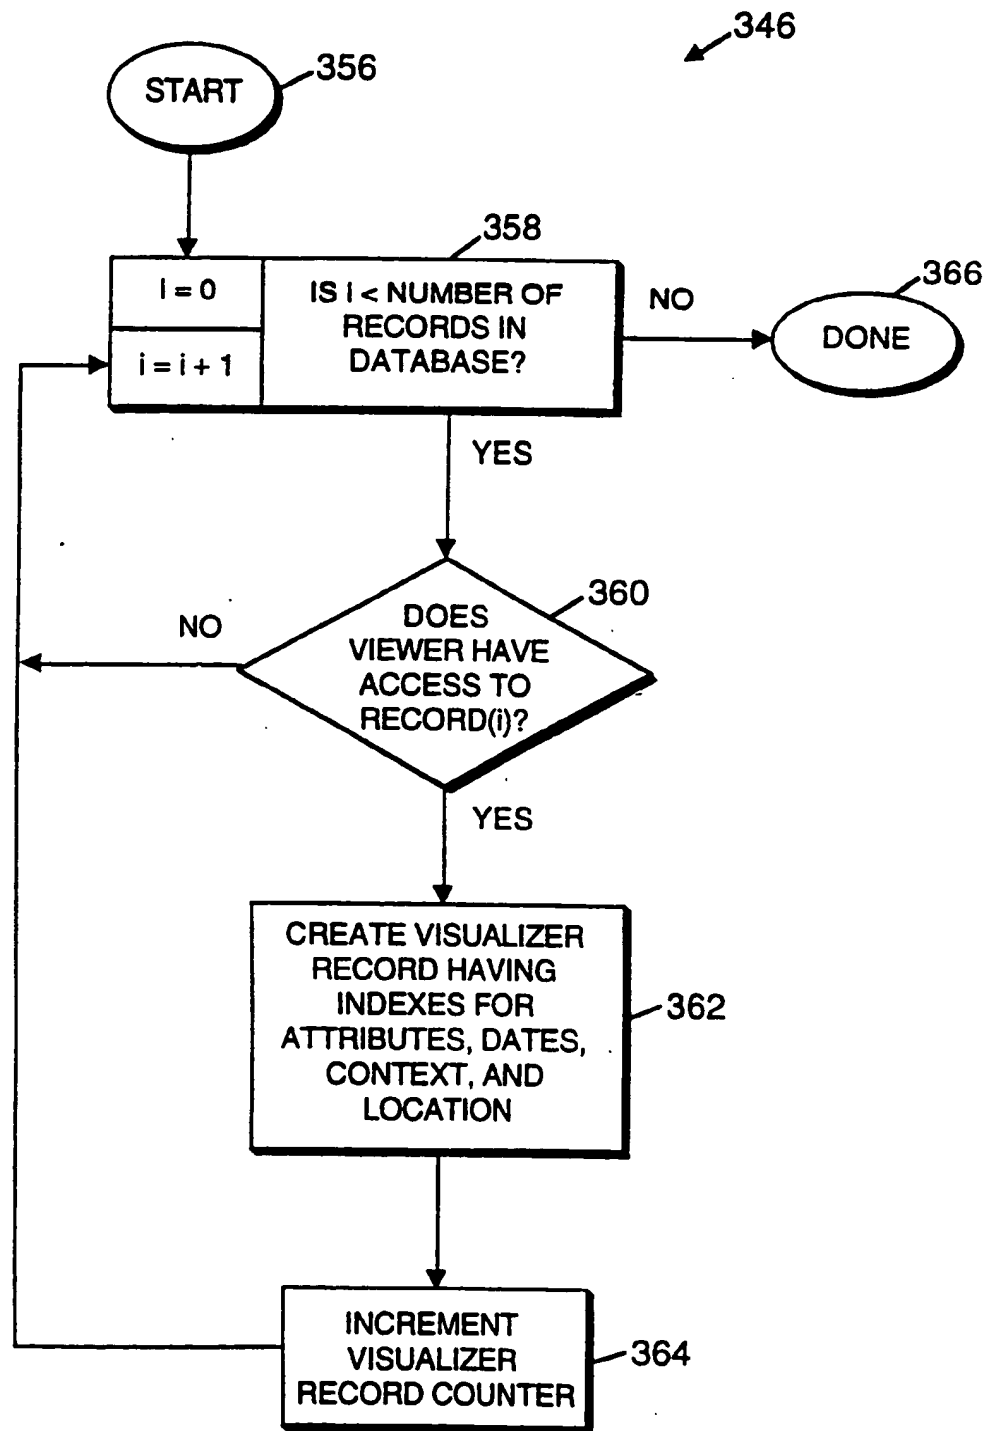 346
START
356
358
i = 0
i = i + 1
IS i < NUMBER OF
RECORDS IN
DATABASE?
NO
366
DONE
YES
360
DOES
VIEWER HAVE
ACCESS TO
RECORD(i)?
NO
YES
CREATE VISUALIZER
RECORD HAVING
INDEXES FOR
ATTRIBUTES, DATES,
CONTEXT, AND
LOCATION
362
INCREMENT
VISUALIZER
RECORD COUNTER
364